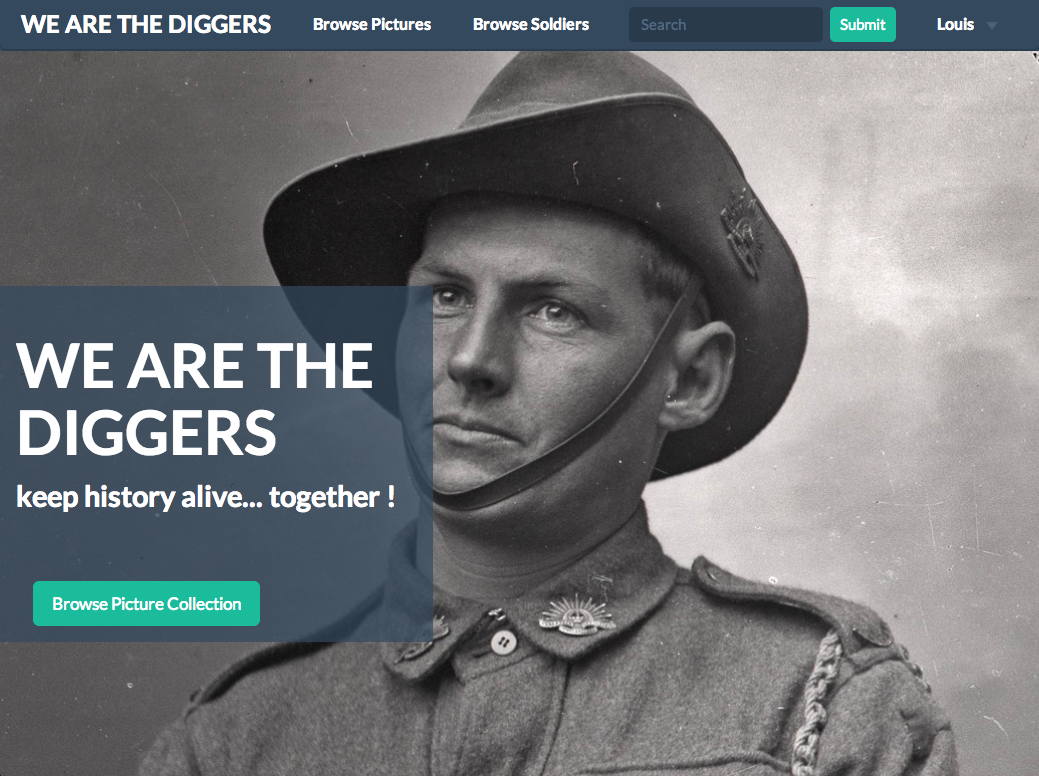 WE ARE THE DIGGERS Browse Pictures Browse Soldiers Search Submit Louis
WE ARE THE
DIGGERS
keep history alive... together !
Browse Picture Collection